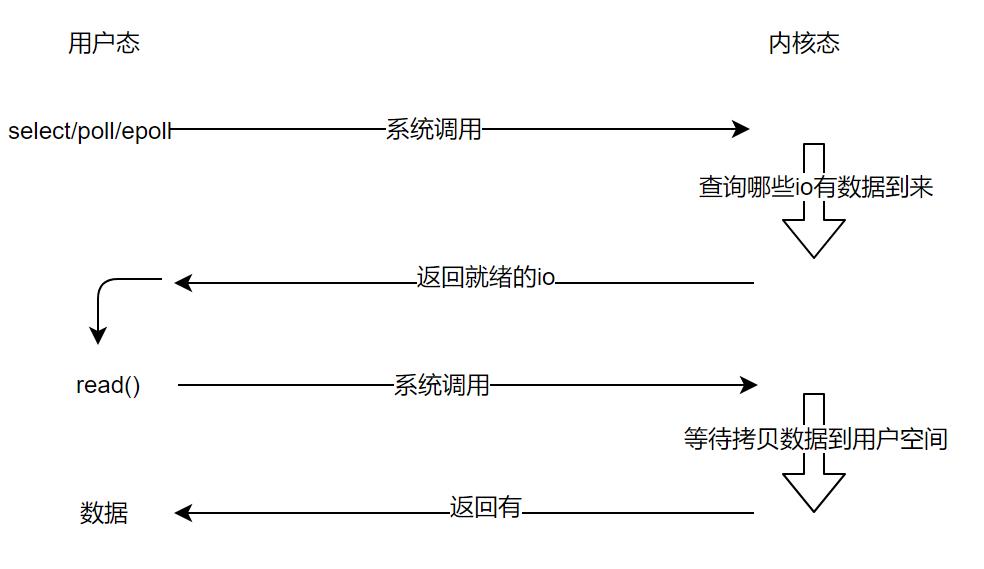 用户态
内核态
select/poll/epoll
系统调用
查询哪些io有数据到来
返回就绪的io
read()
系统调用
等待拷贝数据到用户空间
数据
返回有